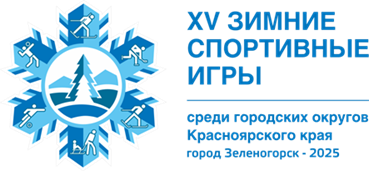 XV ЗИМНИЕ
СПОРТИВНЫЕ
ИГРЫ
среди городских округов
Красноярского края
город Зеленогорск - 2025